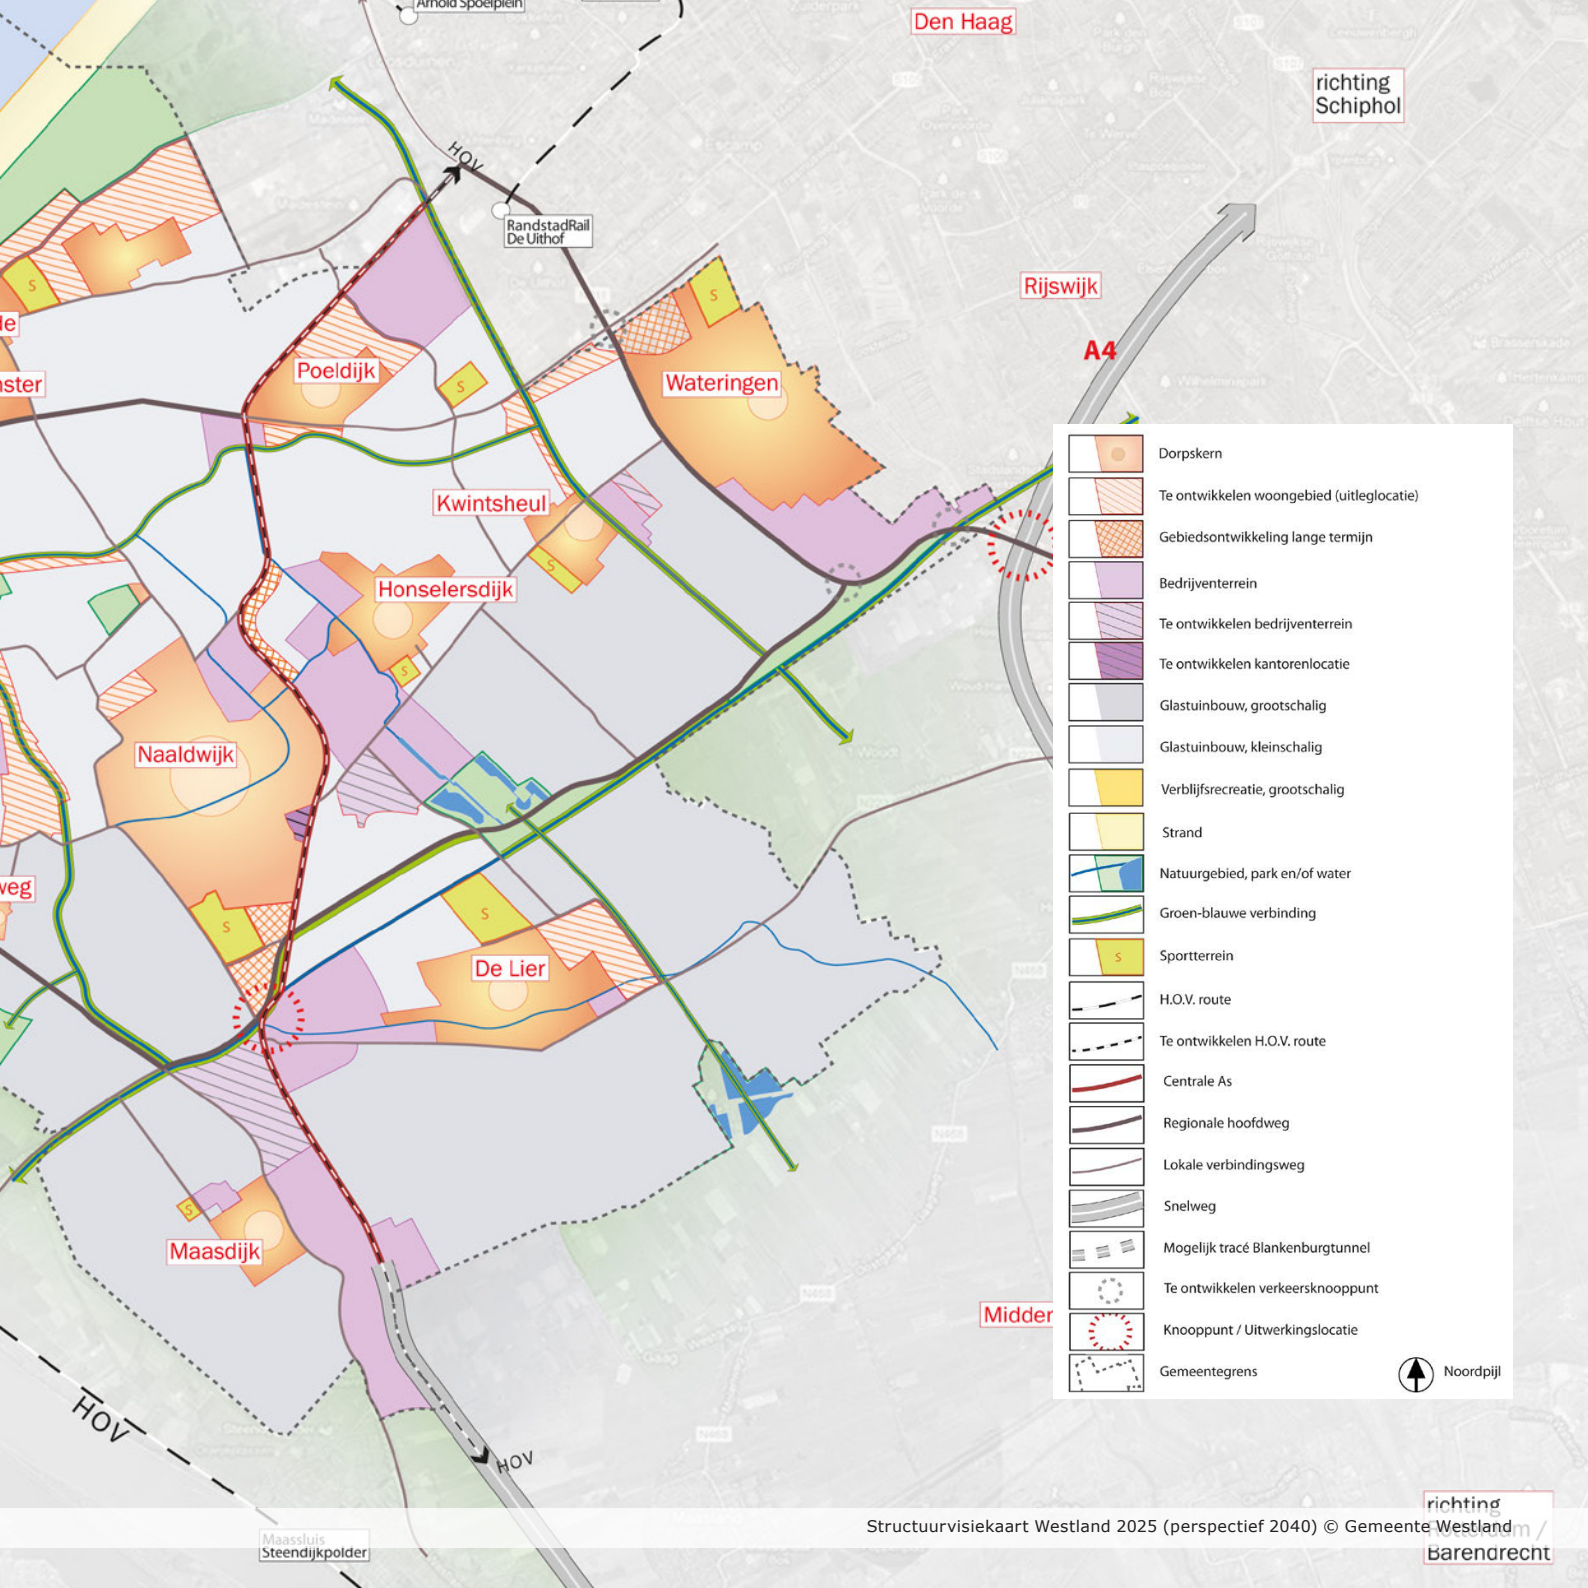 Arnold Spoelplein
Den Haag
richting
Schiphol
HOV
RandstadRail
De Uithof
Rijswijk
S
S
de
A4
Poeldijk
nster
S
Wateringen
Kwintsheul
S
Honselersdijk
S
Naaldwijk
weg
S
S
De Lier
S
Maasdijk
Midden
HOV
HOV
Maassluis
Steendijkpolder
Dorpskern
Te ontwikkelen woongebied (uitleglocatie)
Gebiedsontwikkeling lange termijn
Bedrijventerrein
Te ontwikkelen bedrijventerrein
Te ontwikkelen kantorenlocatie
Glastuinbouw, grootschalig
Glastuinbouw, kleinschalig
Verblijfsrecreatie, grootschalig
Strand
Natuurgebied, park en/of water
Groen-blauwe verbinding
S
Sportterrein
H.O.V. route
Te ontwikkelen H.O.V. route
Centrale As
Regionale hoofdweg
Lokale verbindingsweg
Snelweg
Mogelijk tracé Blankenburgtunnel
Te ontwikkelen verkeersknooppunt
Knooppunt / Uitwerkingslocatie
Gemeentegrens
Noordpijl
richting
Rotterdam /
Barendrecht
Structuurvisiekaart Westland 2025 (perspectief 2040) © Gemeente Westland